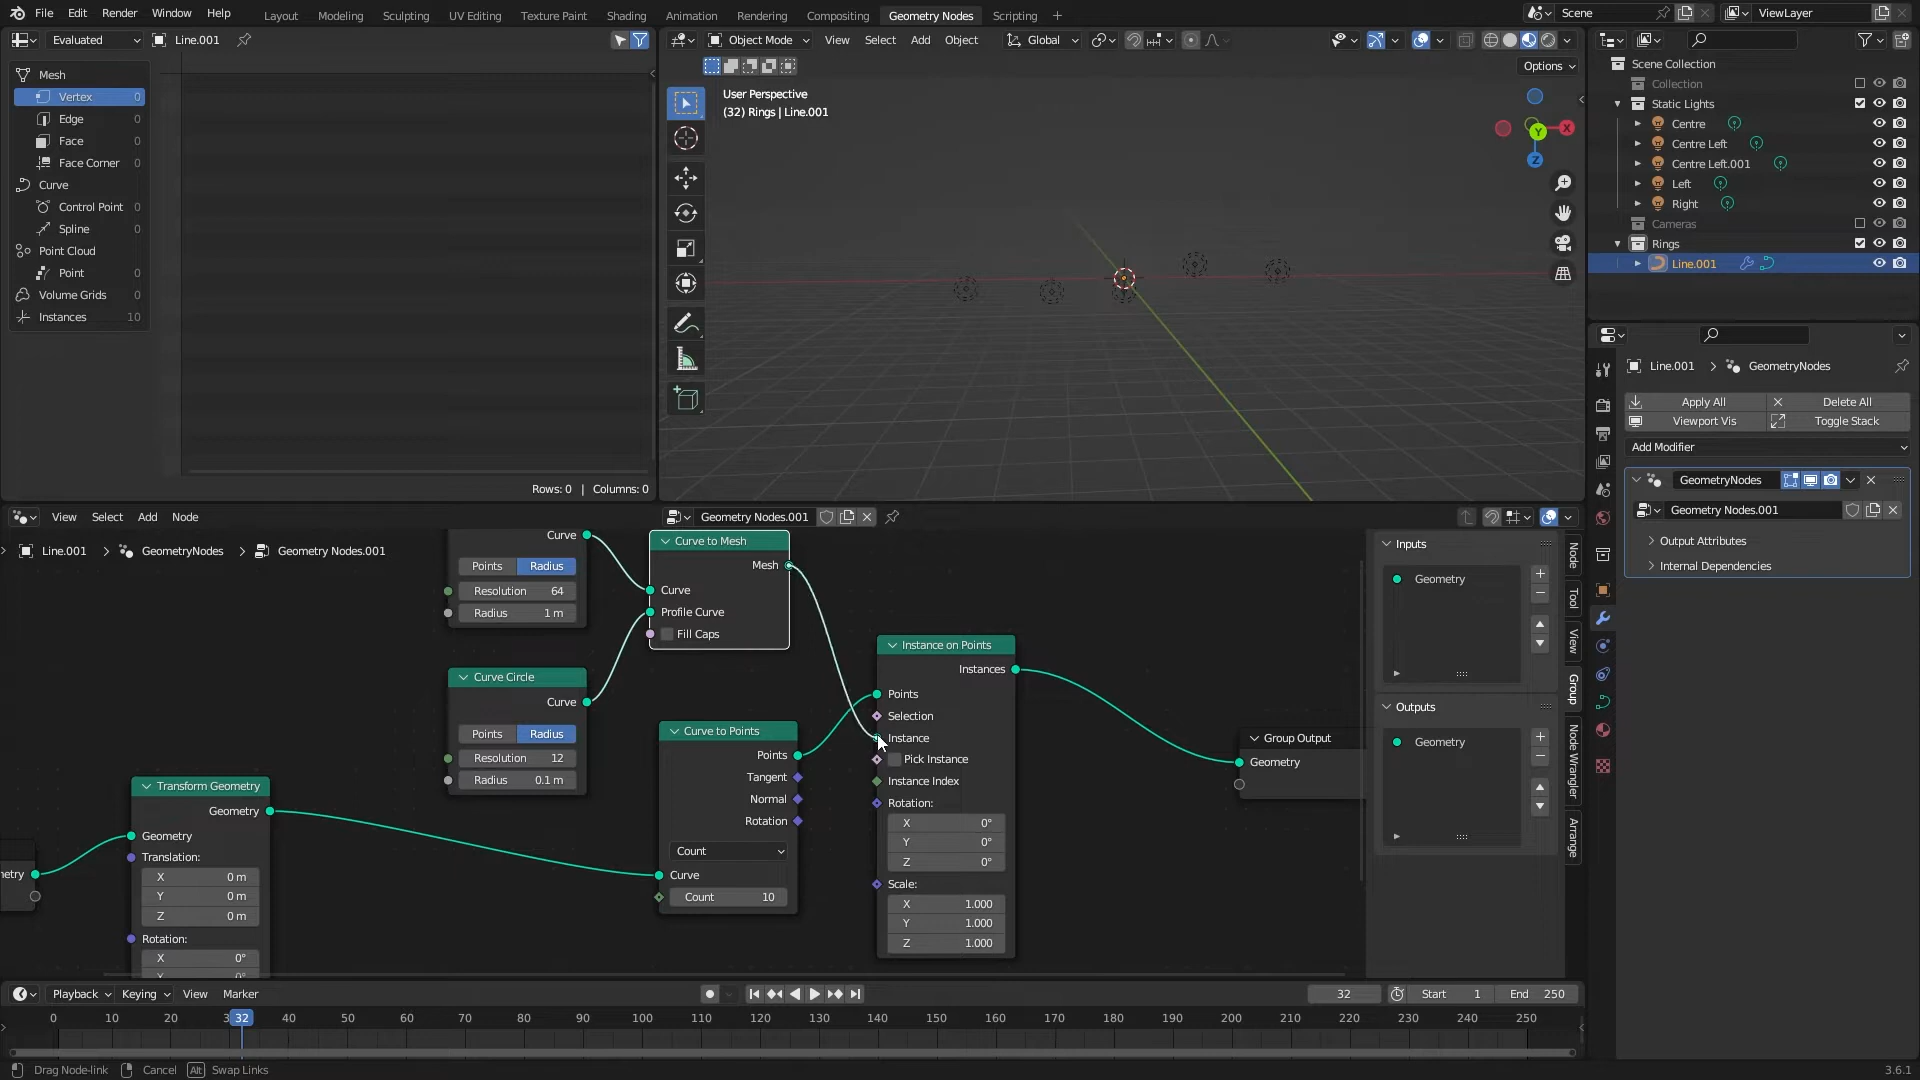 File Edit Render Window Help
Layout Modeling Sculpting UV Editing Texture Paint Shading Animation Rendering Compositing Geometry Nodes Scripting +
Scene
ViewLayer
Evaluated
Line.001
Mesh
Vertex 0
Edge 0
Face 0
Face Corner 0
Curve
Control Point 0
Spline 0
Point Cloud
Point 0
Volume Grids 0
Instances 10
Rows: 0 | Columns: 0
Object Mode View Select Add Object
Global
Options
User Perspective
(32) Rings | Line.001
X
Y
Z
Scene Collection
Collection
Static Lights
Centre
Centre Left
Centre Left.001
Left
Right
Cameras
Rings
Line.001
Line.001 > GeometryNodes
Apply All
Delete All
Viewport Vis
Toggle Stack
Add Modifier
GeometryNodes
Geometry Nodes.001
Output Attributes
Internal Dependencies
View Select Add Node
Geometry Nodes.001
Line.001 > GeometryNodes > Geometry Nodes.001
Curve
Points Radius
Resolution 64
Radius 1 m
Curve Circle
Curve
Points Radius
Resolution 12
Radius 0.1 m
Curve to Mesh
Mesh
Curve
Profile Curve
Fill Caps
Transform Geometry
Geometry
Geometry
Translation:
X 0 m
Y 0 m
Z 0 m
Rotation:
X 0°
Y 0°
etry
Curve to Points
Points
Tangent
Normal
Rotation
Count
Curve
Count 10
Instance on Points
Instances
Points
Selection
Instance
Pick Instance
Instance Index
Rotation:
X 0°
Y 0°
Z 0°
Scale:
X 1.000
Y 1.000
Z 1.000
Group Output
Geometry
Inputs
Geometry
Outputs
Geometry
Node
Tool
View
Group
Node Wrangler
Arrange
Playback Keying View Marker
32
Start 1
End 250
0 10 20 3 32 40 50 60 70 80 90 100 110 120 130 140 150 160 170 180 190 200 210 220 230 240 250
Drag Node-link
Cancel
Alt Swap Links
3.6.1